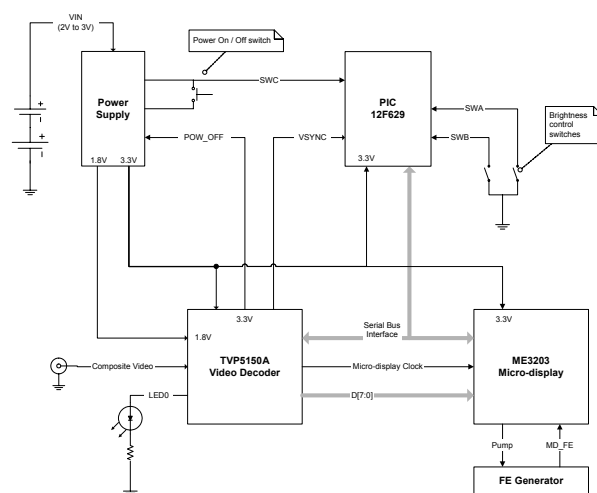 VIN
(2V to 3V)
Power On / Off switch
Power
Supply
SWC
PIC
12F629
SWA
SWB
Brightness
control
switches
POW_OFF
VSYNC
1.8V
3.3V
3.3V
+
+
3.3V
1.8V
TVP5150A
Video Decoder
Serial Bus
Interface
3.3V
ME3203
Micro-display
Composite Video
Micro-display Clock
LED0
D[7:0]
Pump
MD_FE
FE Generator